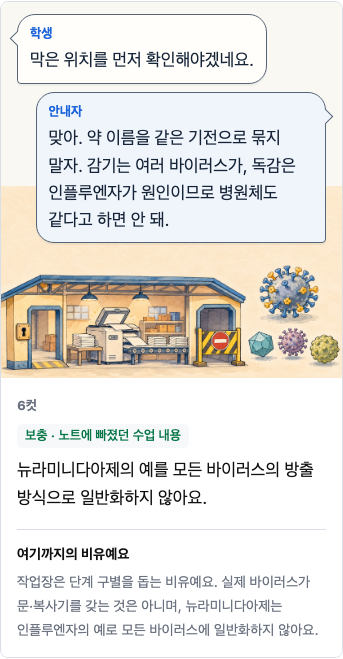 학생
막은 위치를 먼저 확인해야겠네요.
안내자
맞아. 약 이름을 같은 기전으로 묶지
말자. 감기는 여러 바이러스가, 독감은
인플루엔자가 원인이므로 병원체도
같다고 하면 안 돼.
6컷
보충 · 노트에 빠졌던 수업 내용
뉴라미니다아제의 예를 모든 바이러스의 방출
방식으로 일반화하지 않아요.
여기까지의 비유예요
작업장은 단계 구별을 돕는 비유예요. 실제 바이러스가
문·복사기를 갖는 것은 아니며, 뉴라미니다아제는
인플루엔자의 예로 모든 바이러스에 일반화하지 않아요.